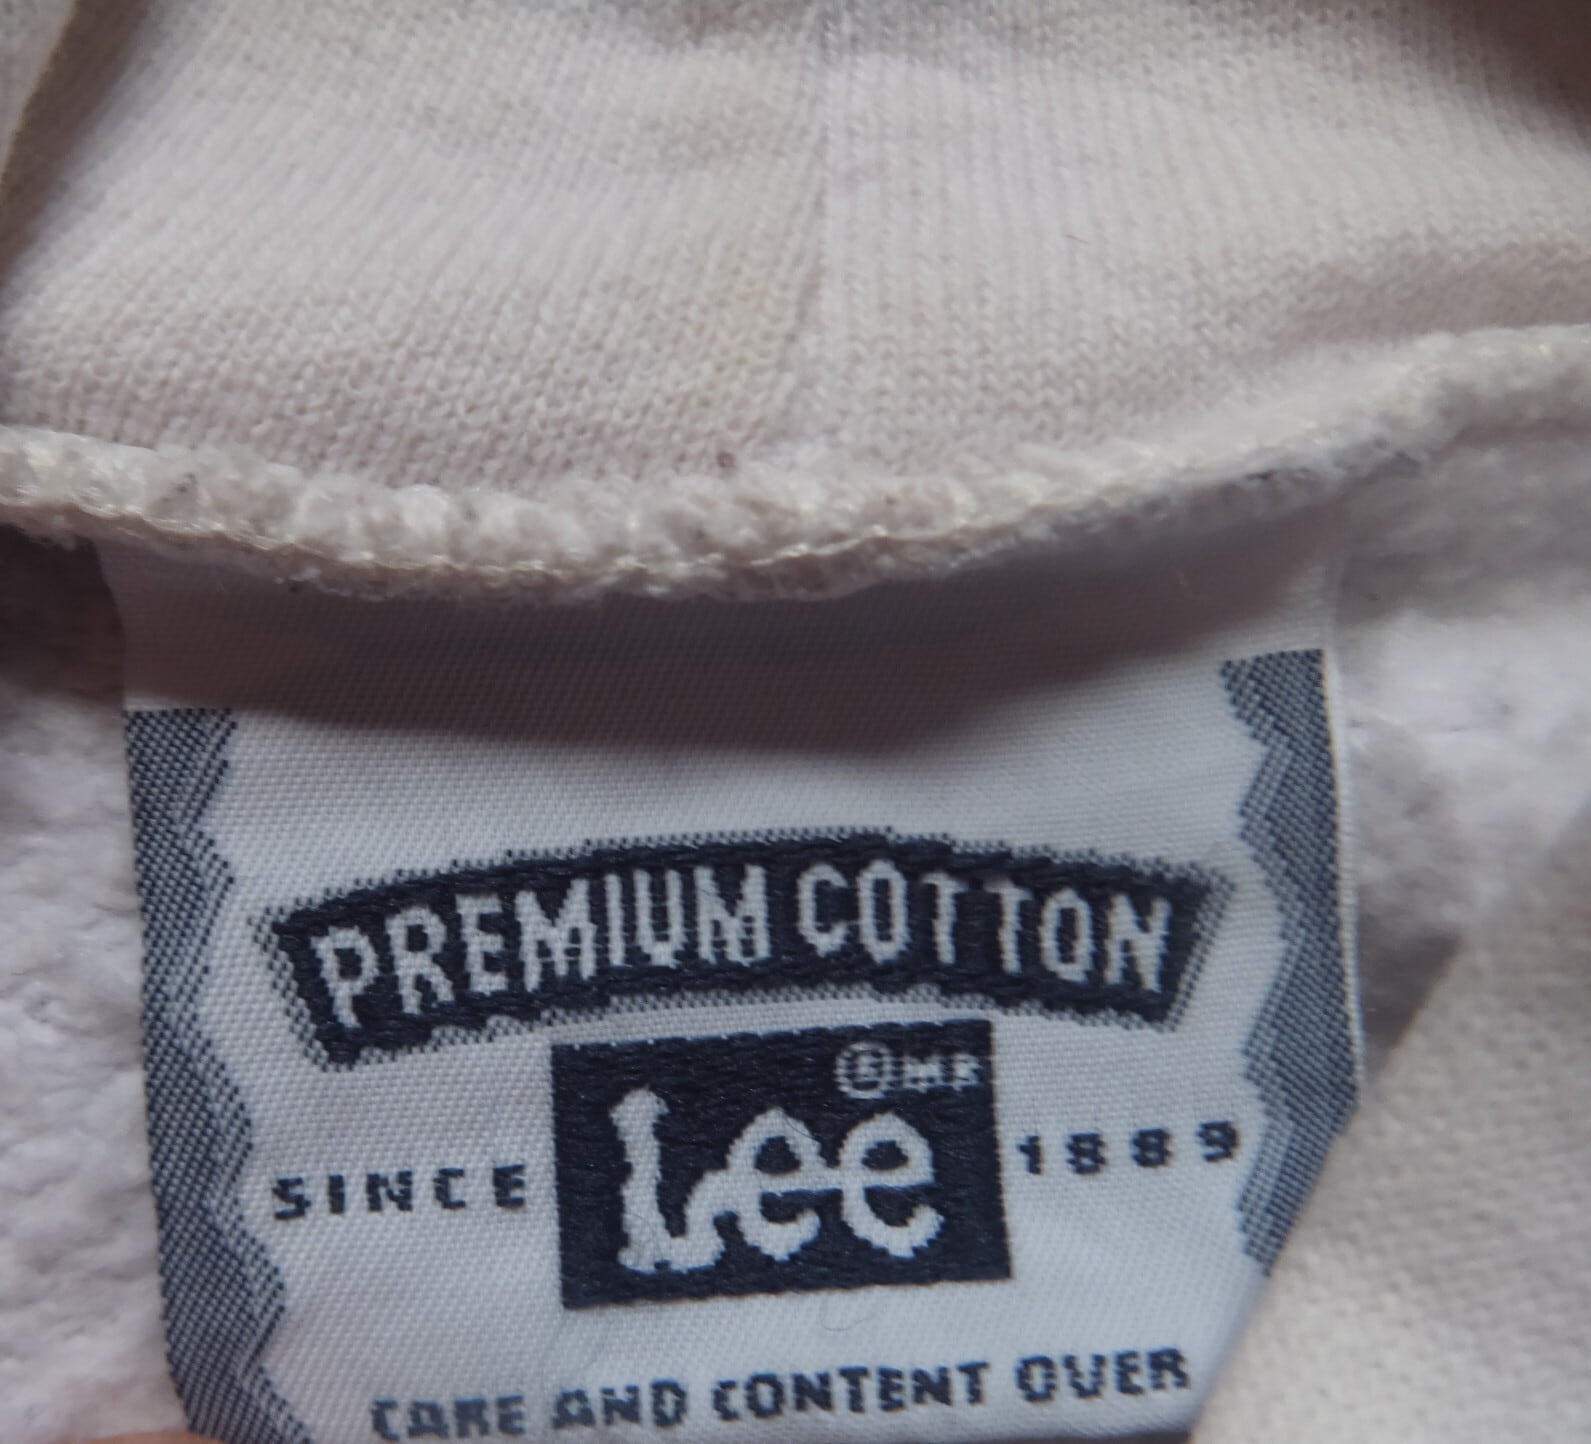 PREMIUM COTTON
® MR
SINCE Lee 1889
CARE AND CONTENT OVER